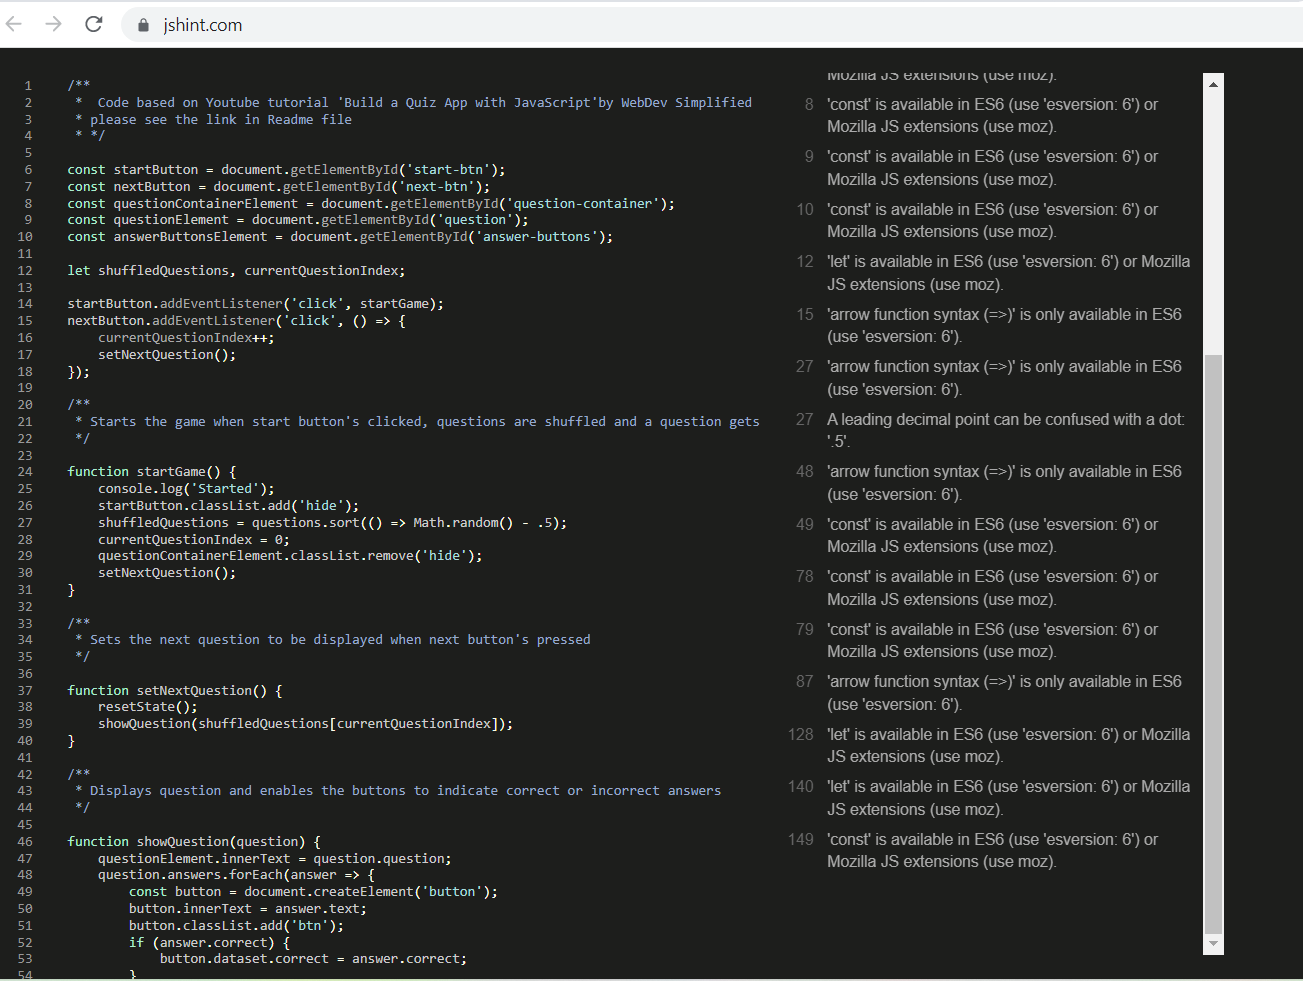 jshint.com
1 /**
2 *  Code based on Youtube tutorial 'Build a Quiz App with JavaScript'by WebDev Simplified
3 * please see the link in Readme file
4 * */
5
6 const startButton = document.getElementById('start-btn');
7 const nextButton = document.getElementById('next-btn');
8 const questionContainerElement = document.getElementById('question-container');
9 const questionElement = document.getElementById('question');
10 const answerButtonsElement = document.getElementById('answer-buttons');
11
12 let shuffledQuestions, currentQuestionIndex;
13
14 startButton.addEventListener('click', startGame);
15 nextButton.addEventListener('click', () => {
16     currentQuestionIndex++;
17     setNextQuestion();
18 });
19
20 /**
21 * Starts the game when start button's clicked, questions are shuffled and a question gets
22 */
23
24 function startGame() {
25     console.log('Started');
26     startButton.classList.add('hide');
27     shuffledQuestions = questions.sort(() => Math.random() - .5);
28     currentQuestionIndex = 0;
29     questionContainerElement.classList.remove('hide');
30     setNextQuestion();
31 }
32
33 /**
34 * Sets the next question to be displayed when next button's pressed
35 */
36
37 function setNextQuestion() {
38     resetState();
39     showQuestion(shuffledQuestions[currentQuestionIndex]);
40 }
41
42 /**
43 * Displays question and enables the buttons to indicate correct or incorrect answers
44 */
45
46 function showQuestion(question) {
47     questionElement.innerText = question.question;
48     question.answers.forEach(answer => {
49         const button = document.createElement('button');
50         button.innerText = answer.text;
51         button.classList.add('btn');
52         if (answer.correct) {
53             button.dataset.correct = answer.correct;
54         }
Mozilla JS extensions (use moz).
8 'const' is available in ES6 (use 'esversion: 6') or
Mozilla JS extensions (use moz).
9 'const' is available in ES6 (use 'esversion: 6') or
Mozilla JS extensions (use moz).
10 'const' is available in ES6 (use 'esversion: 6') or
Mozilla JS extensions (use moz).
12 'let' is available in ES6 (use 'esversion: 6') or Mozilla
JS extensions (use moz).
15 'arrow function syntax (=>)' is only available in ES6
(use 'esversion: 6').
27 'arrow function syntax (=>)' is only available in ES6
(use 'esversion: 6').
27 A leading decimal point can be confused with a dot:
'.5'.
48 'arrow function syntax (=>)' is only available in ES6
(use 'esversion: 6').
49 'const' is available in ES6 (use 'esversion: 6') or
Mozilla JS extensions (use moz).
78 'const' is available in ES6 (use 'esversion: 6') or
Mozilla JS extensions (use moz).
79 'const' is available in ES6 (use 'esversion: 6') or
Mozilla JS extensions (use moz).
87 'arrow function syntax (=>)' is only available in ES6
(use 'esversion: 6').
128 'let' is available in ES6 (use 'esversion: 6') or Mozilla
JS extensions (use moz).
140 'let' is available in ES6 (use 'esversion: 6') or Mozilla
JS extensions (use moz).
149 'const' is available in ES6 (use 'esversion: 6') or
Mozilla JS extensions (use moz).